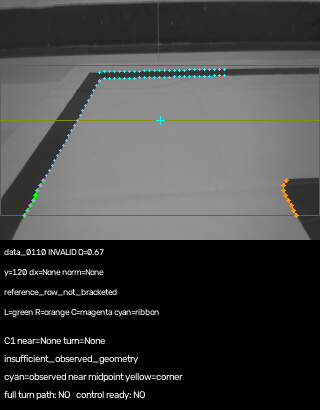 data_0110 INVALID Q=0.67
y=120 dx=None norm=None
reference_row_not_bracketed
L=green R=orange C=magenta cyan=ribbon
C1 near=None turn=None
insufficient_observed_geometry
cyan=observed near midpoint yellow=corner
full turn path: NO control ready: NO